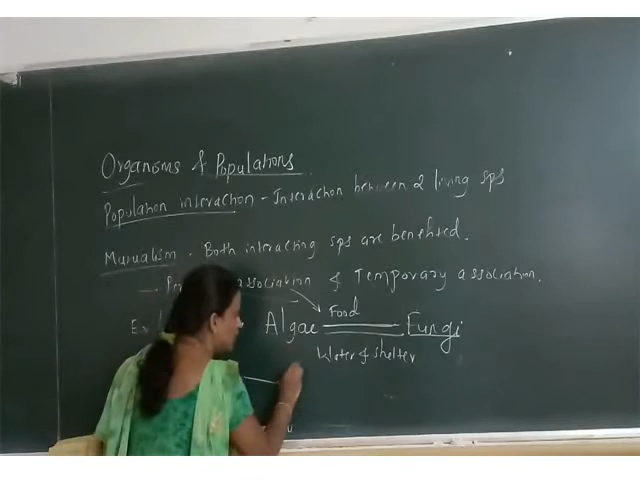 Organisms & Populations
Population interaction - Interaction between 2 living sps
Mutualism - Both interacting sps are benefited.
association & Temporary association.
Ex Algae Food Fungi
Water & shelter